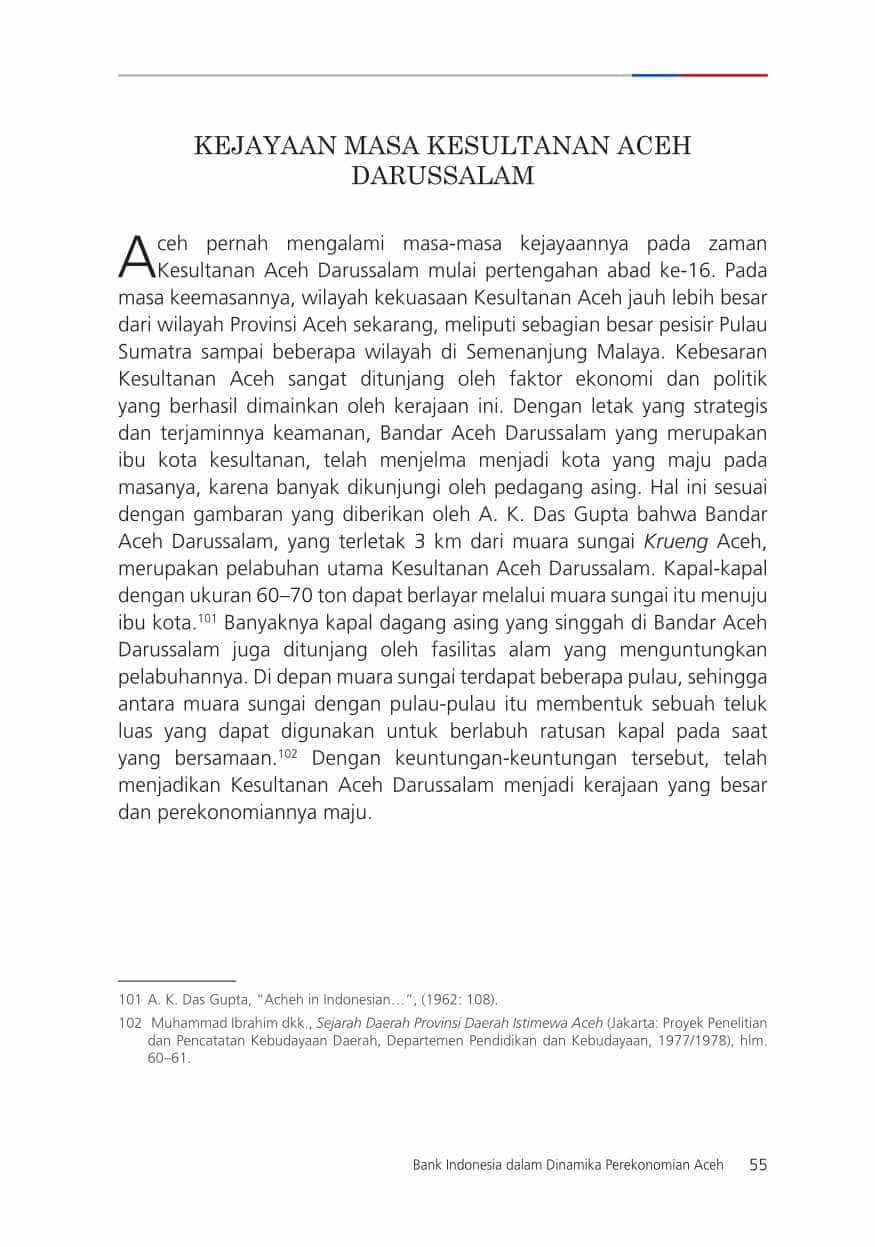 KEJAYAAN MASA KESULTANAN ACEH
DARUSSALAM
Aceh pernah mengalami masa-masa kejayaannya pada zaman
Kesultanan Aceh Darussalam mulai pertengahan abad ke-16. Pada
masa keemasannya, wilayah kekuasaan Kesultanan Aceh jauh lebih besar
dari wilayah Provinsi Aceh sekarang, meliputi sebagian besar pesisir Pulau
Sumatra sampai beberapa wilayah di Semenanjung Malaya. Kebesaran
Kesultanan Aceh sangat ditunjang oleh faktor ekonomi dan politik
yang berhasil dimainkan oleh kerajaan ini. Dengan letak yang strategis
dan terjaminnya keamanan, Bandar Aceh Darussalam yang merupakan
ibu kota kesultanan, telah menjelma menjadi kota yang maju pada
masanya, karena banyak dikunjungi oleh pedagang asing. Hal ini sesuai
dengan gambaran yang diberikan oleh A. K. Das Gupta bahwa Bandar
Aceh Darussalam, yang terletak 3 km dari muara sungai Krueng Aceh,
merupakan pelabuhan utama Kesultanan Aceh Darussalam. Kapal-kapal
dengan ukuran 60–70 ton dapat berlayar melalui muara sungai itu menuju
ibu kota.101 Banyaknya kapal dagang asing yang singgah di Bandar Aceh
Darussalam juga ditunjang oleh fasilitas alam yang menguntungkan
pelabuhannya. Di depan muara sungai terdapat beberapa pulau, sehingga
antara muara sungai dengan pulau-pulau itu membentuk sebuah teluk
luas yang dapat digunakan untuk berlabuh ratusan kapal pada saat
yang bersamaan.102 Dengan keuntungan-keuntungan tersebut, telah
menjadikan Kesultanan Aceh Darussalam menjadi kerajaan yang besar
dan perekonomiannya maju.
101 A. K. Das Gupta, “Acheh in Indonesian…”, (1962: 108).
102 Muhammad Ibrahim dkk., Sejarah Daerah Provinsi Daerah Istimewa Aceh (Jakarta: Proyek Penelitian
dan Pencatatan Kebudayaan Daerah, Departemen Pendidikan dan Kebudayaan, 1977/1978), hlm.
60–61.
Bank Indonesia dalam Dinamika Perekonomian Aceh 55